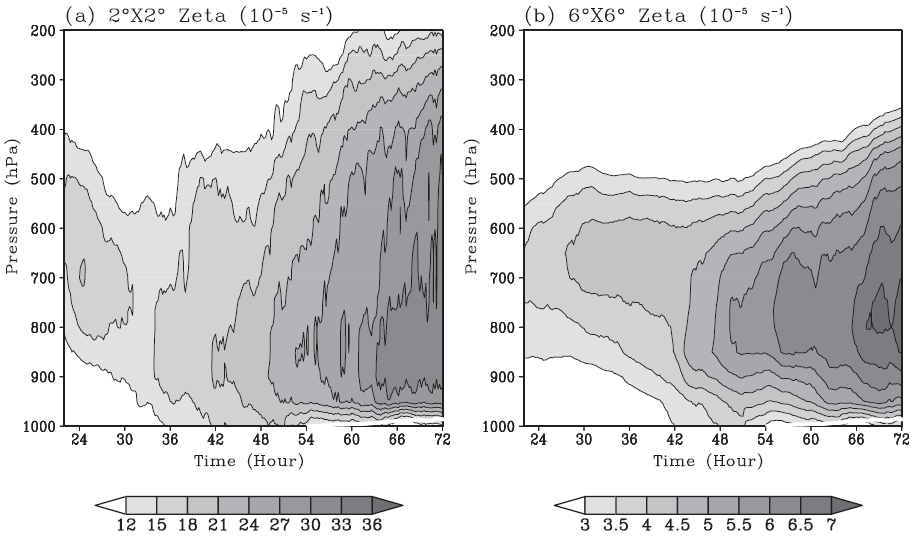 (a) 2°X2° Zeta (10⁻⁵ s⁻¹)
200
300
400
500
600
700
800
900
1000
Pressure (hPa)
24 30 36 42 48 54 60 66 72
Time (Hour)
12 15 18 21 24 27 30 33 36
(b) 6°X6° Zeta (10⁻⁵ s⁻¹)
200
300
400
500
600
700
800
900
1000
Pressure (hPa)
24 30 36 42 48 54 60 66 72
Time (Hour)
3 3.5 4 4.5 5 5.5 6 6.5 7